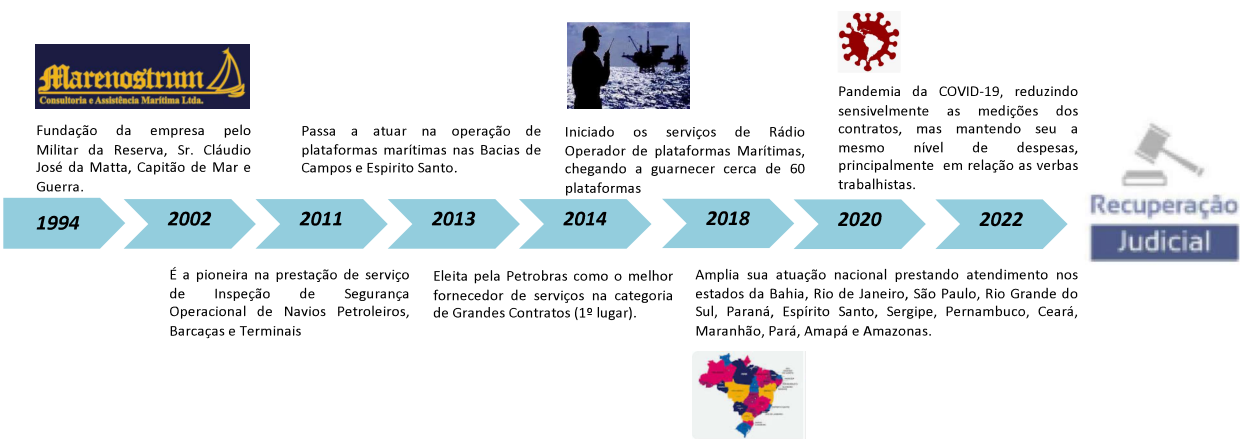 Marenostrum
Consultoria e Assistência Marítima Ltda.
Fundação da empresa pelo
Militar da Reserva, Sr. Cláudio
José da Matta, Capitão de Mar e
Guerra.
Passa a atuar na operação de
plataformas marítimas nas Bacias de
Campos e Espirito Santo.
Iniciado os serviços de Rádio
Operador de plataformas Marítimas,
chegando a guarnecer cerca de 60
plataformas
Pandemia da COVID-19, reduzindo
sensivelmente as medições dos
contratos, mas mantendo seu a
mesmo nível de despesas,
principalmente em relação as verbas
trabalhistas.
1994
2002
2011
2013
2014
2018
2020
2022
Recuperação
Judicial
É a pioneira na prestação de serviço
de Inspeção de Segurança
Operacional de Navios Petroleiros,
Barcaças e Terminais
Eleita pela Petrobras como o melhor
fornecedor de serviços na categoria
de Grandes Contratos (1º lugar).
Amplia sua atuação nacional prestando atendimento nos
estados da Bahia, Rio de Janeiro, São Paulo, Rio Grande do
Sul, Paraná, Espírito Santo, Sergipe, Pernambuco, Ceará,
Maranhão, Pará, Amapá e Amazonas.